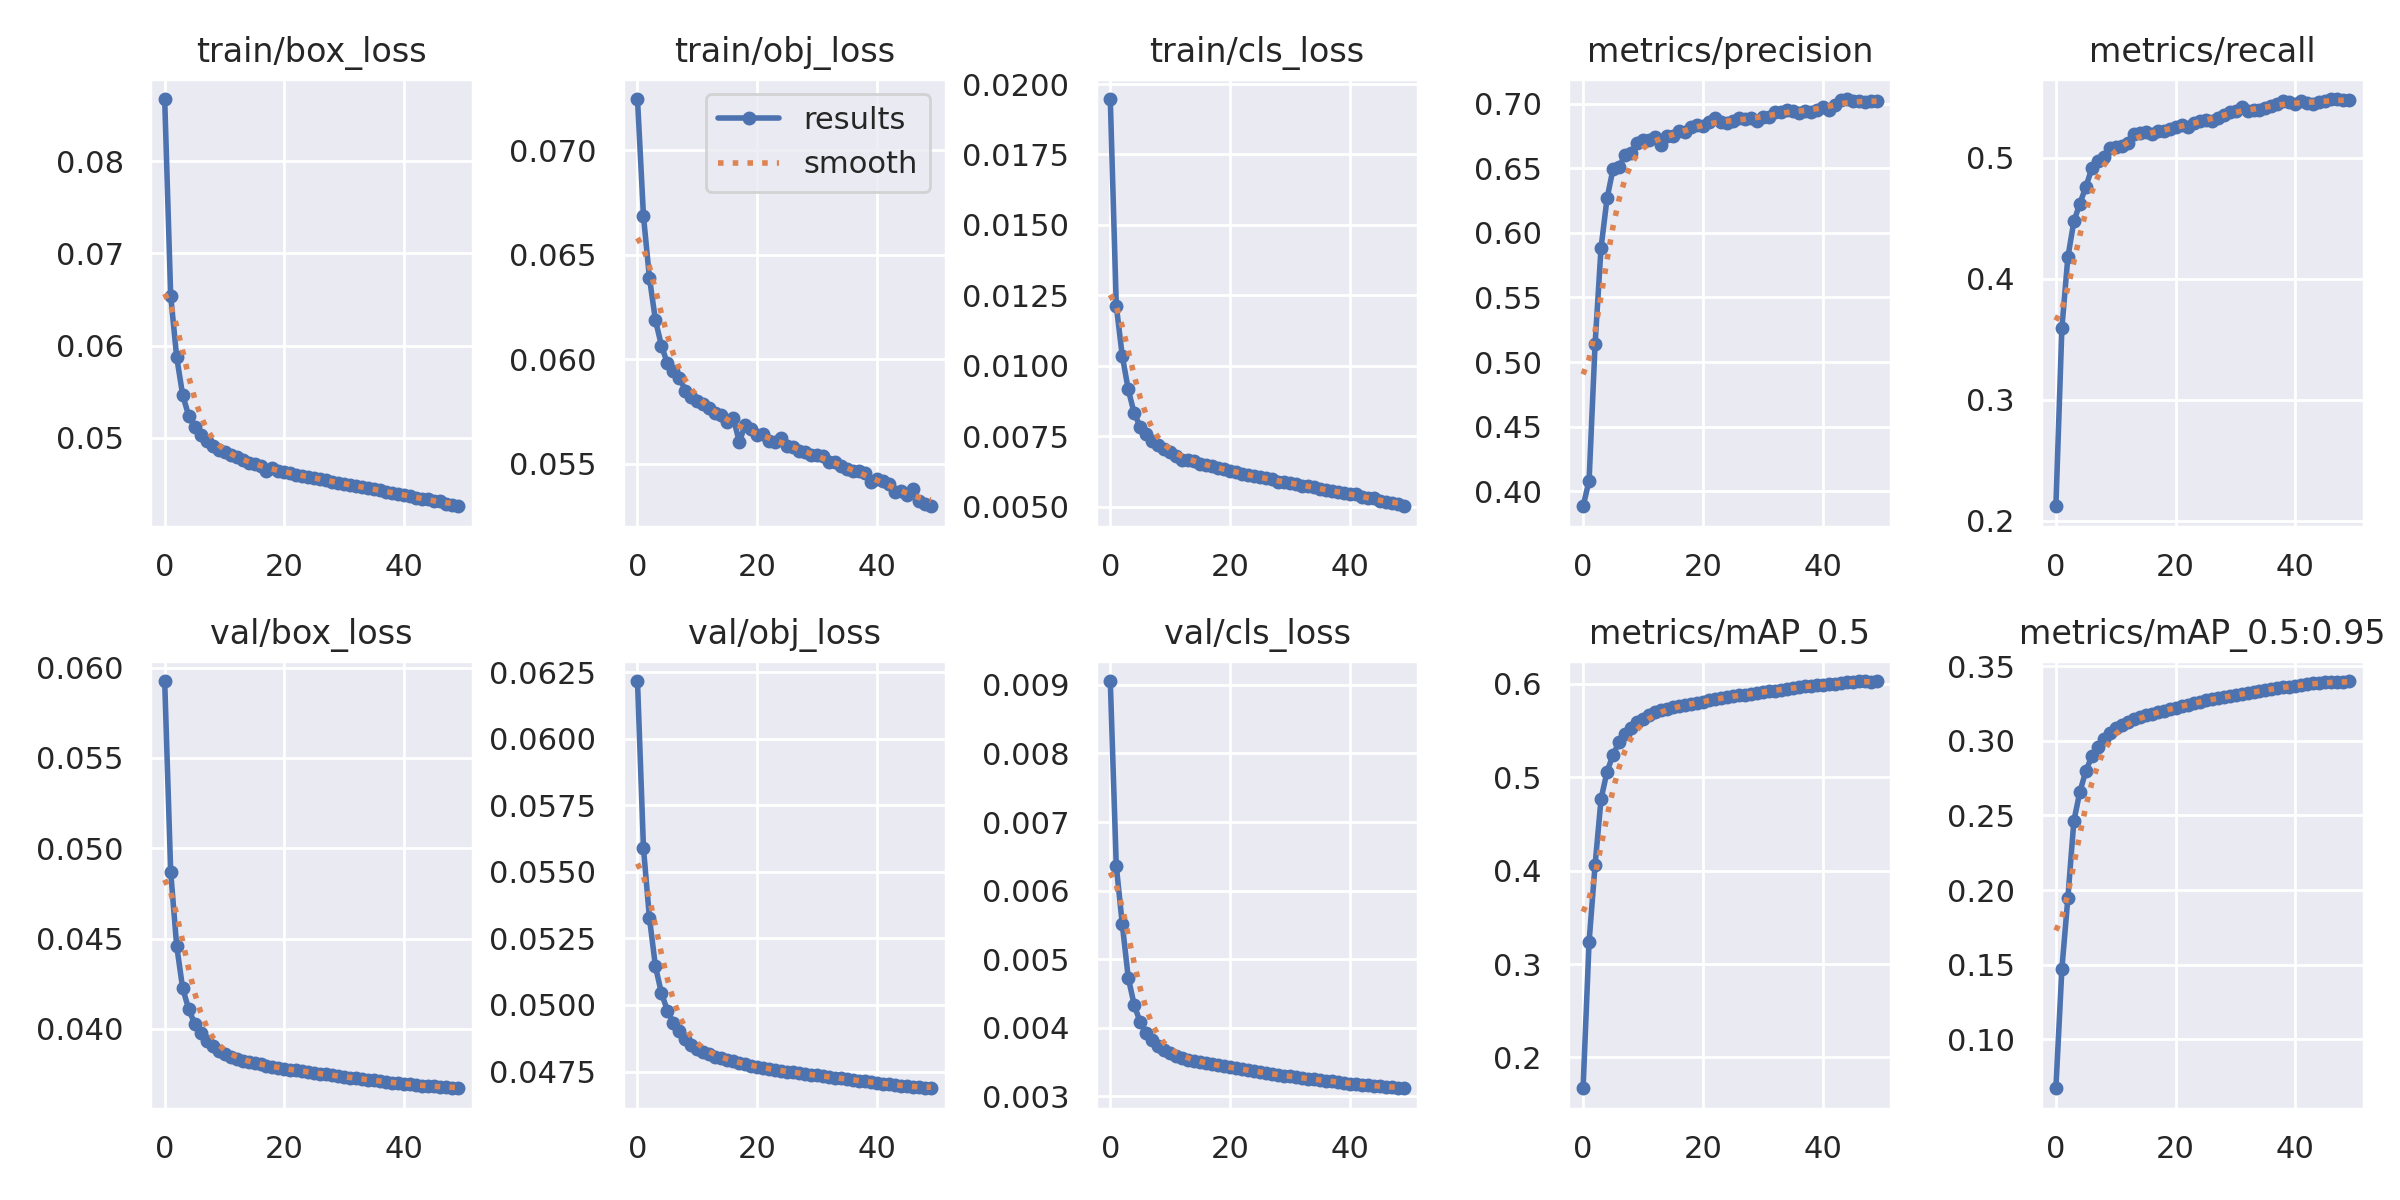 train/box_loss
0.08
0.07
0.06
0.05
0 20 40
train/obj_loss
results
smooth
0.070
0.065
0.060
0.055
0 20 40
train/cls_loss
0.0200
0.0175
0.0150
0.0125
0.0100
0.0075
0.0050
0 20 40
metrics/precision
0.70
0.65
0.60
0.55
0.50
0.45
0.40
0 20 40
metrics/recall
0.5
0.4
0.3
0.2
0 20 40
val/box_loss
0.060
0.055
0.050
0.045
0.040
0 20 40
val/obj_loss
0.0625
0.0600
0.0575
0.0550
0.0525
0.0500
0.0475
0 20 40
val/cls_loss
0.009
0.008
0.007
0.006
0.005
0.004
0.003
0 20 40
metrics/mAP_0.5
0.6
0.5
0.4
0.3
0.2
0 20 40
metrics/mAP_0.5:0.95
0.35
0.30
0.25
0.20
0.15
0.10
0 20 40